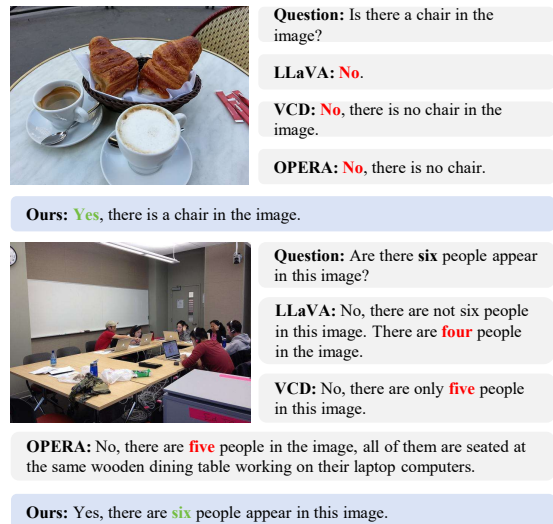 Question: Is there a chair in the
image?
LLaVA: No.
VCD: No, there is no chair in the
image.
OPERA: No, there is no chair.
Ours: Yes, there is a chair in the image.
Question: Are there six people appear
in this image?
LLaVA: No, there are not six people
in this image. There are four people
in the image.
VCD: No, there are only five people
in this image.
OPERA: No, there are five people in the image, all of them are seated at
the same wooden dining table working on their laptop computers.
Ours: Yes, there are six people appear in this image.